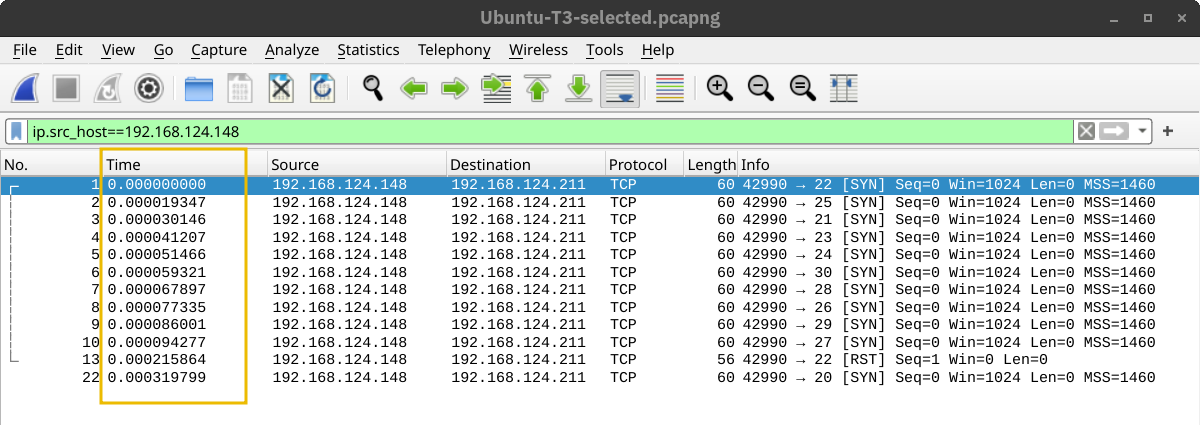 Ubuntu-T3-selected.pcapng
File Edit View Go Capture Analyze Statistics Telephony Wireless Tools Help
ip.src_host==192.168.124.148
No. Time Source Destination Protocol Length Info
1 0.000000000 192.168.124.148 192.168.124.211 TCP 60 42990 → 22 [SYN] Seq=0 Win=1024 Len=0 MSS=1460
2 0.000019347 192.168.124.148 192.168.124.211 TCP 60 42990 → 25 [SYN] Seq=0 Win=1024 Len=0 MSS=1460
3 0.000030146 192.168.124.148 192.168.124.211 TCP 60 42990 → 21 [SYN] Seq=0 Win=1024 Len=0 MSS=1460
4 0.000041207 192.168.124.148 192.168.124.211 TCP 60 42990 → 23 [SYN] Seq=0 Win=1024 Len=0 MSS=1460
5 0.000051466 192.168.124.148 192.168.124.211 TCP 60 42990 → 24 [SYN] Seq=0 Win=1024 Len=0 MSS=1460
6 0.000059321 192.168.124.148 192.168.124.211 TCP 60 42990 → 30 [SYN] Seq=0 Win=1024 Len=0 MSS=1460
7 0.000067897 192.168.124.148 192.168.124.211 TCP 60 42990 → 28 [SYN] Seq=0 Win=1024 Len=0 MSS=1460
8 0.000077335 192.168.124.148 192.168.124.211 TCP 60 42990 → 26 [SYN] Seq=0 Win=1024 Len=0 MSS=1460
9 0.000086001 192.168.124.148 192.168.124.211 TCP 60 42990 → 29 [SYN] Seq=0 Win=1024 Len=0 MSS=1460
10 0.000094277 192.168.124.148 192.168.124.211 TCP 60 42990 → 27 [SYN] Seq=0 Win=1024 Len=0 MSS=1460
13 0.000215864 192.168.124.148 192.168.124.211 TCP 56 42990 → 22 [RST] Seq=1 Win=0 Len=0
22 0.000319799 192.168.124.148 192.168.124.211 TCP 60 42990 → 20 [SYN] Seq=0 Win=1024 Len=0 MSS=1460